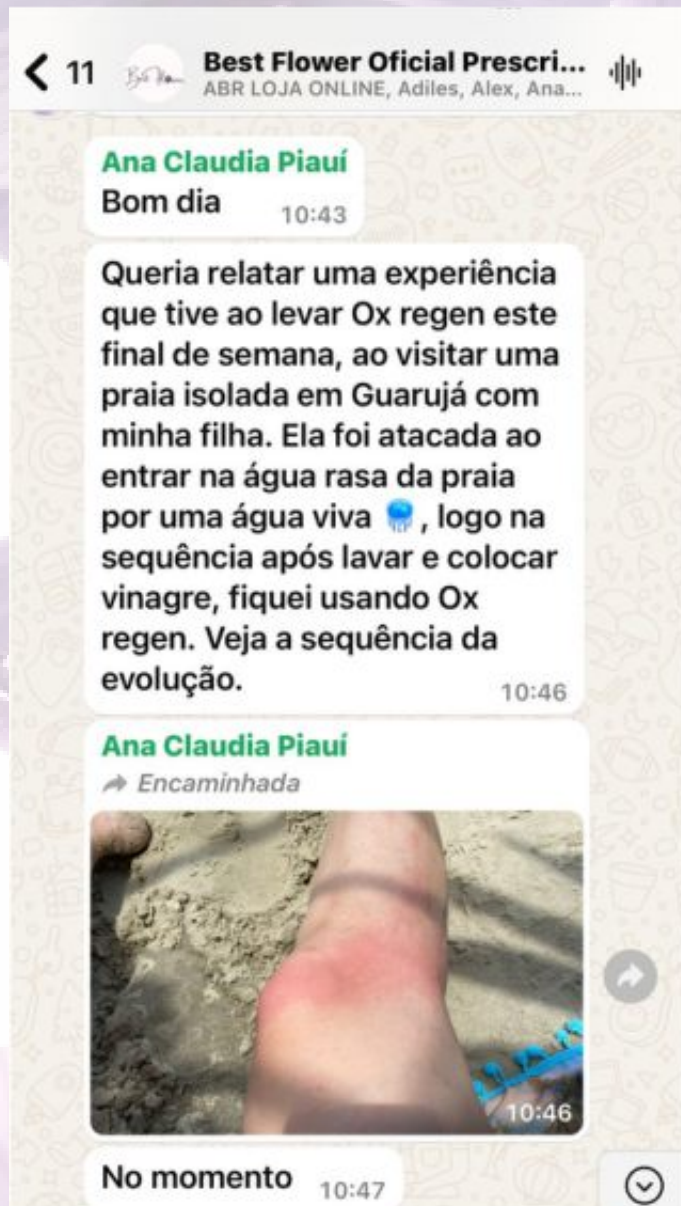 11
Best Flower Oficial Prescri...
ABR LOJA ONLINE, Adiles, Alex, Ana...
Ana Claudia Piauí
Bom dia 10:43
Queria relatar uma experiência
que tive ao levar Ox regen este
final de semana, ao visitar uma
praia isolada em Guarujá com
minha filha. Ela foi atacada ao
entrar na água rasa da praia
por uma água viva 🪼, logo na
sequência após lavar e colocar
vinagre, fiquei usando Ox
regen. Veja a sequência da
evolução. 10:46
Ana Claudia Piauí
Encaminhada
10:46
No momento 10:47